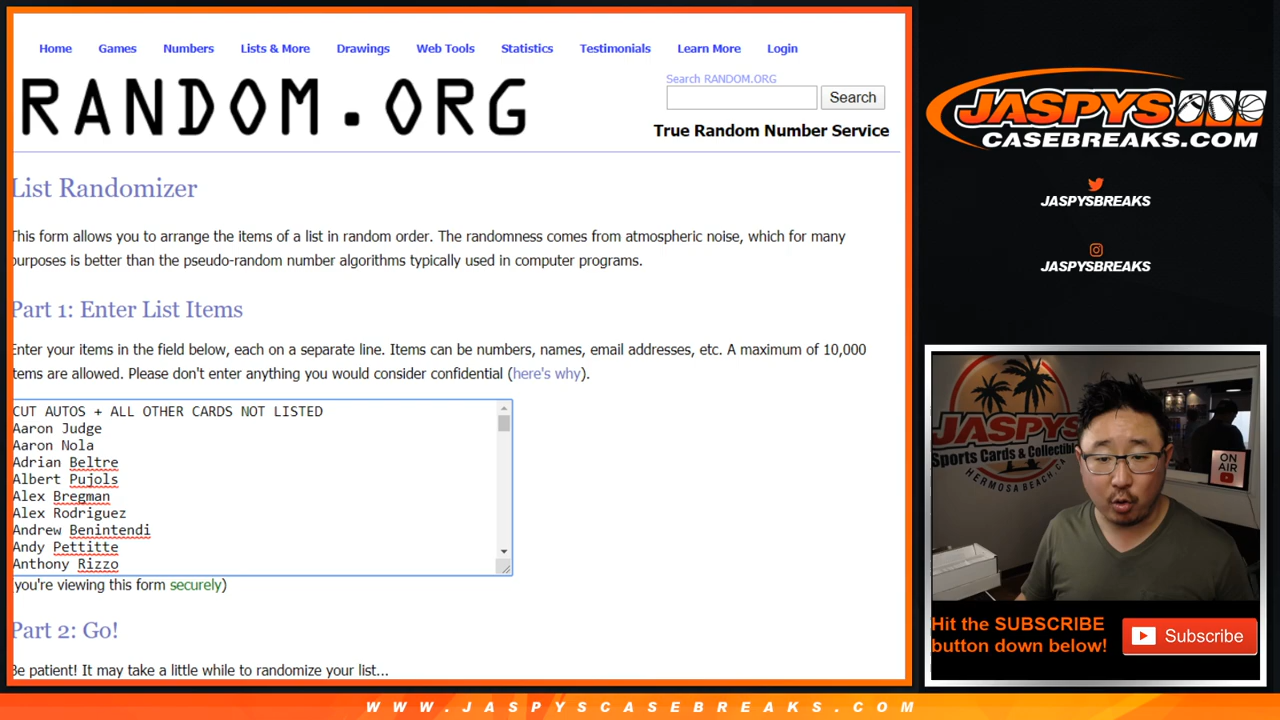 Home Games Numbers Lists & More Drawings Web Tools Statistics Testimonials Learn More Login
RANDOM.ORG
Search RANDOM.ORG
Search
True Random Number Service
List Randomizer
This form allows you to arrange the items of a list in random order. The randomness comes from atmospheric noise, which for many
purposes is better than the pseudo-random number algorithms typically used in computer programs.
Part 1: Enter List Items
Enter your items in the field below, each on a separate line. Items can be numbers, names, email addresses, etc. A maximum of 10,000
items are allowed. Please don't enter anything you would consider confidential (here's why).
CUT AUTOS + ALL OTHER CARDS NOT LISTED
Aaron Judge
Aaron Nola
Adrian Beltre
Albert Pujols
Alex Bregman
Alex Rodriguez
Andrew Benintendi
Andy Pettitte
Anthony Rizzo
you're viewing this form securely)
Part 2: Go!
Be patient! It may take a little while to randomize your list...
JASPYS
CASEBREAKS.COM
JASPYSBREAKS
JASPYSBREAKS
JASPYS
Sports Cards & Collectibl
HERMOSA BEACH, CA
ON
AIR
Hit the SUBSCRIBE
button down below!
Subscribe
WWW.JASPYSCASEBREAKS.COM